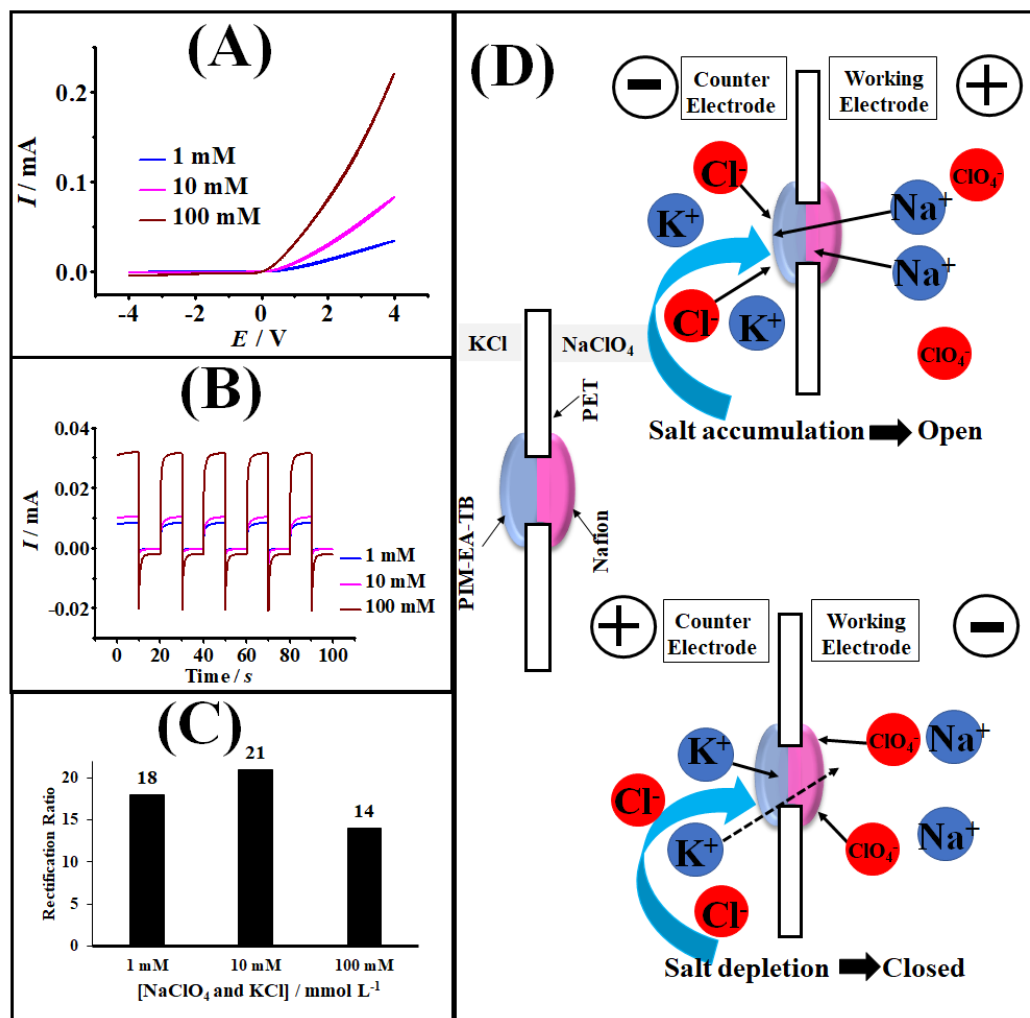 (A)
0.2
0.1
0.0
I / mA
1 mM
10 mM
100 mM
-4
-2
0
2
4
E / V
(B)
0.04
0.02
0.00
-0.02
I / mA
1 mM
10 mM
100 mM
0
20
40
60
80
100
Time / s
(C)
20
15
10
5
0
Rectification Ratio
18
21
14
1 mM
10 mM
100 mM
[NaClO₄ and KCl] / mmol L⁻¹
(D)
KCl
NaClO₄
PET
PIM-EA-TB
Nafion
Counter
Electrode
Working
Electrode
Cl⁻
K⁺
Cl⁻
K⁺
ClO₄⁻
Na⁺
Na⁺
ClO₄⁻
Salt accumulation
Open
Counter
Electrode
Working
Electrode
K⁺
Cl⁻
K⁺
Cl⁻
ClO₄⁻
Na⁺
ClO₄⁻
Na⁺
Salt depletion
Closed